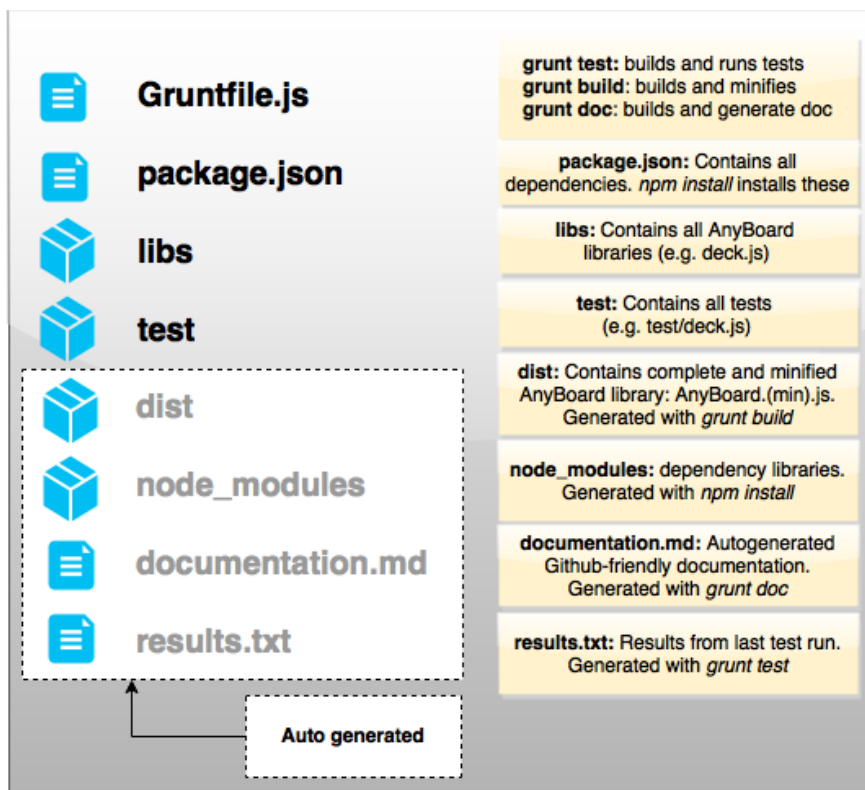 Gruntfile.js
grunt test: builds and runs tests
grunt build: builds and minifies
grunt doc: builds and generate doc
package.json
package.json: Contains all
dependencies. npm install installs these
libs
libs: Contains all AnyBoard
libraries (e.g. deck.js)
test
test: Contains all tests
(e.g. test/deck.js)
dist
dist: Contains complete and minified
AnyBoard library: AnyBoard.(min).js.
Generated with grunt build
node_modules
node_modules: dependency libraries.
Generated with npm install
documentation.md
documentation.md: Autogenerated
Github-friendly documentation.
Generated with grunt doc
results.txt
results.txt: Results from last test run.
Generated with grunt test
Auto generated